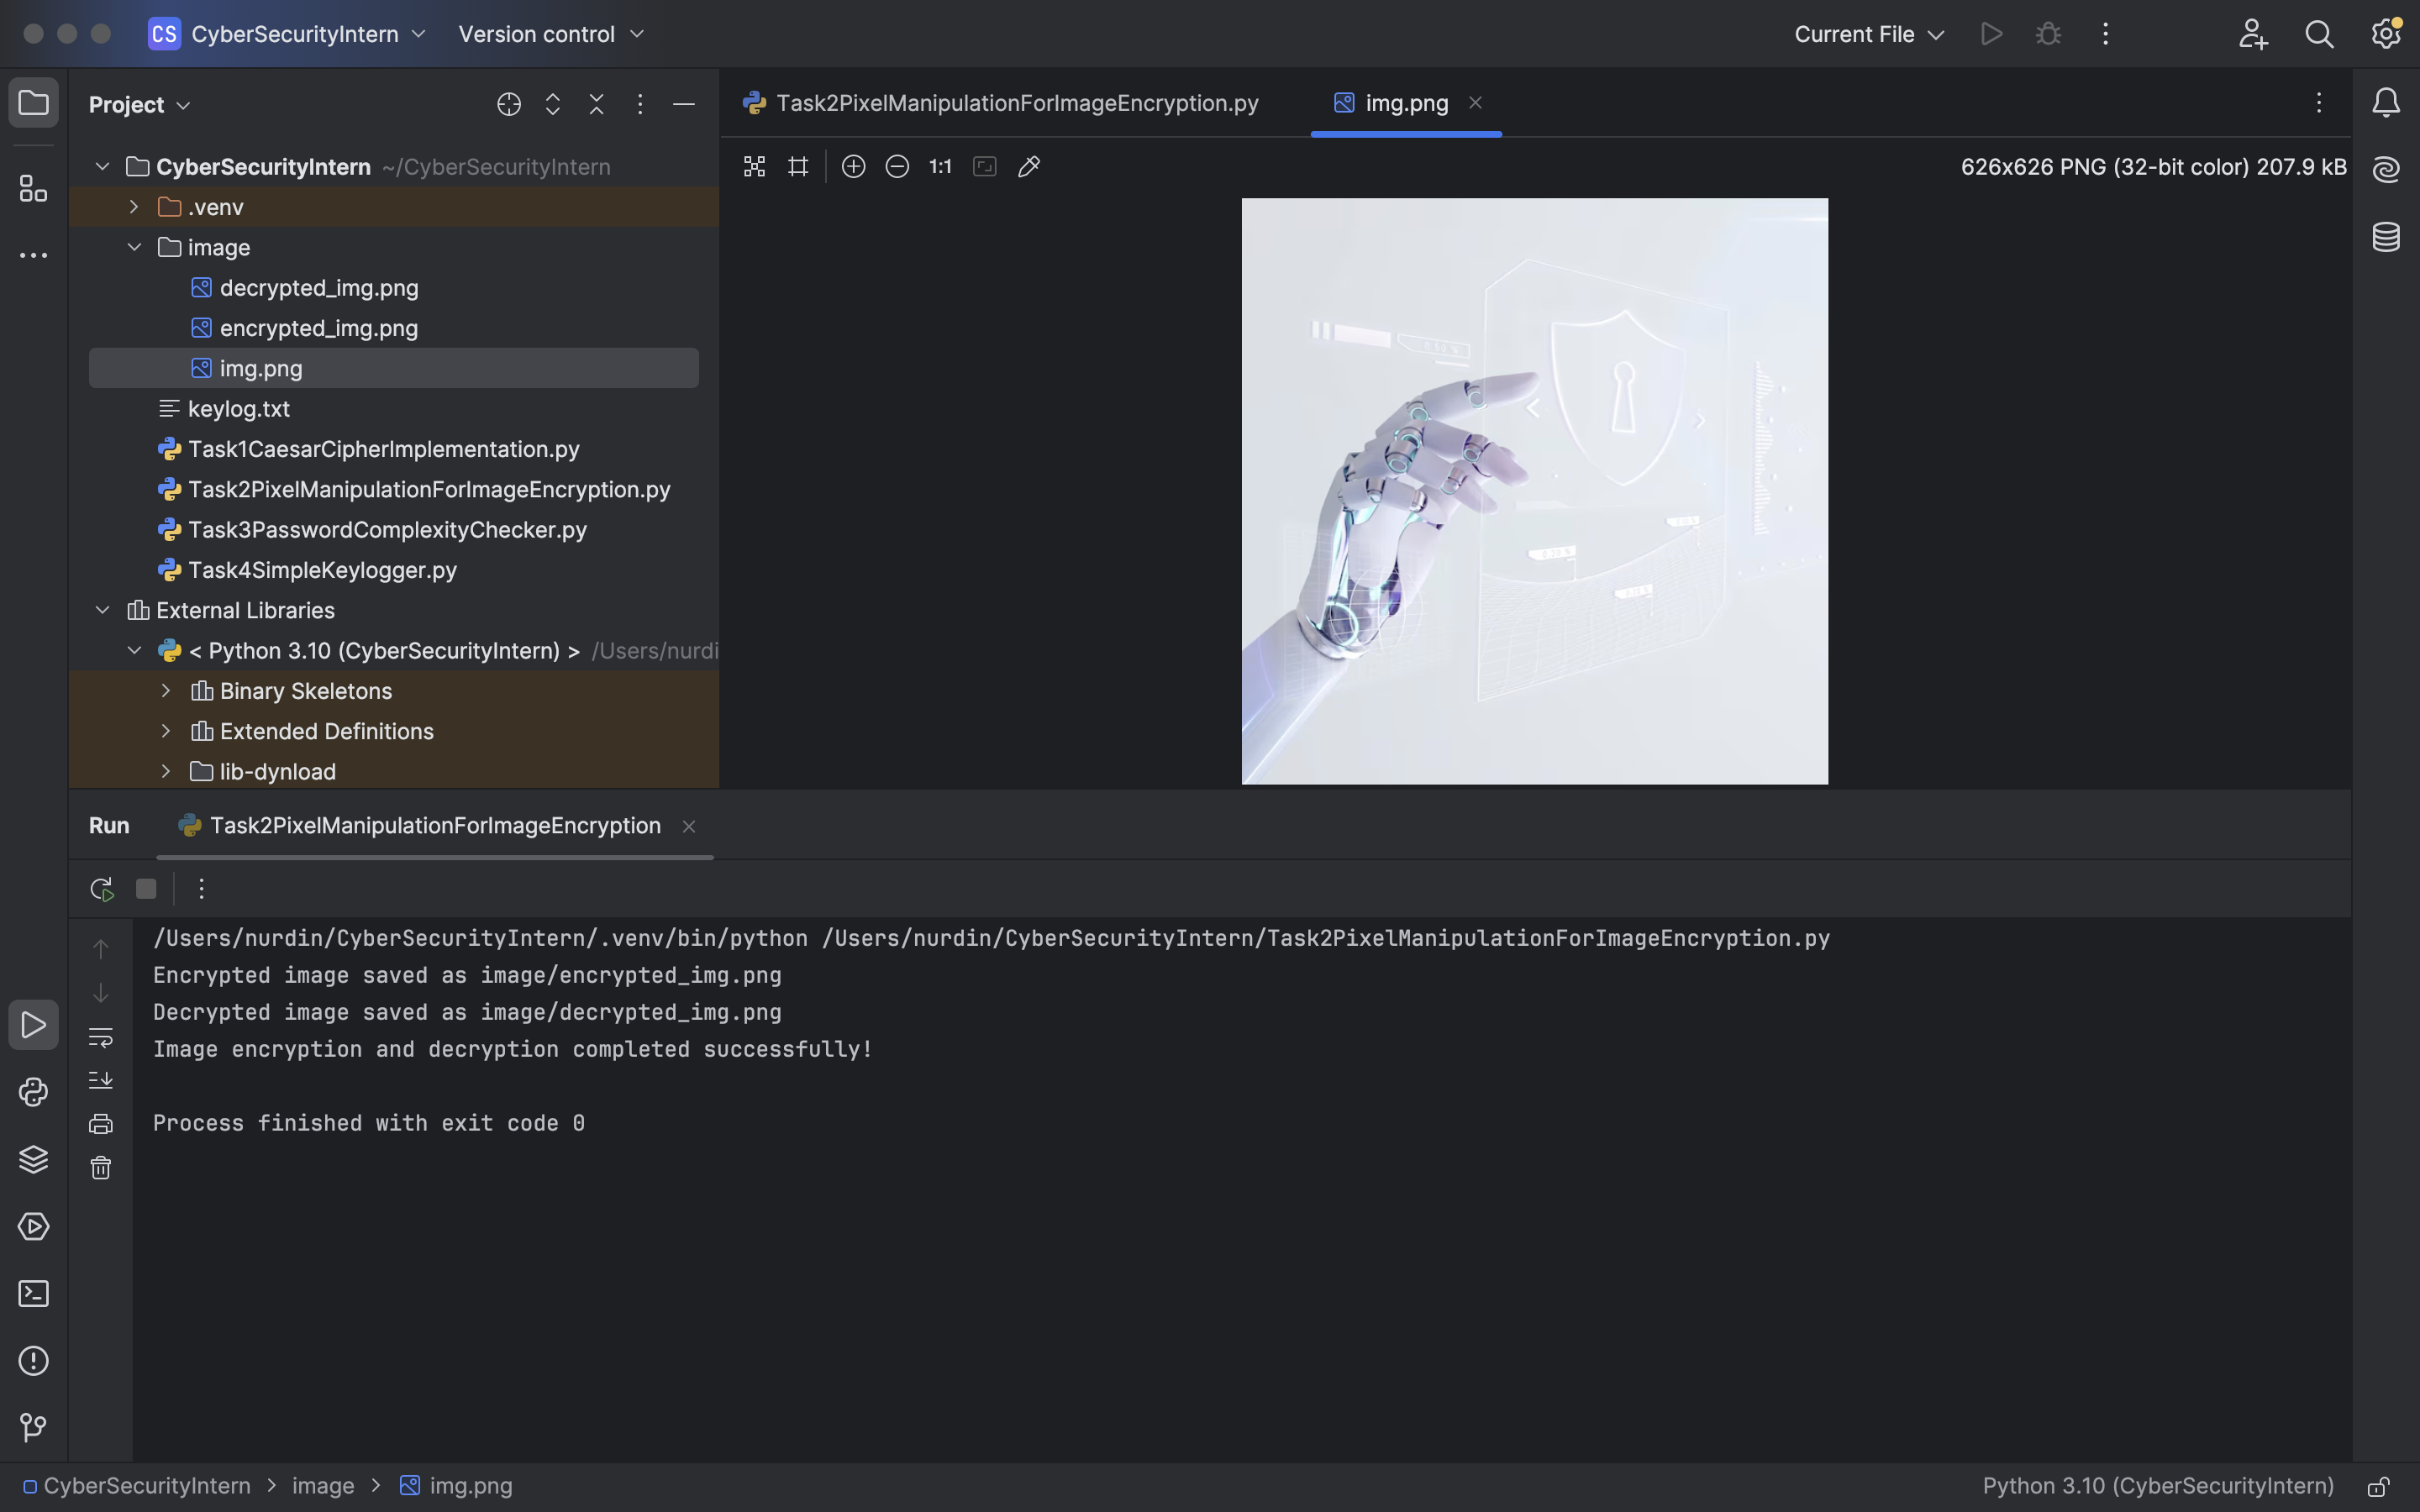 CS CyberSecurityIntern Version control Current File
Project
Task2PixelManipulationForImageEncryption.py img.png
1:1 626x626 PNG (32-bit color) 207.9 kB
CyberSecurityIntern ~/CyberSecurityIntern
.venv
image
decrypted_img.png
encrypted_img.png
img.png
keylog.txt
Task1CaesarCipherImplementation.py
Task2PixelManipulationForImageEncryption.py
Task3PasswordComplexityChecker.py
Task4SimpleKeylogger.py
External Libraries
< Python 3.10 (CyberSecurityIntern) > /Users/nurdi
Binary Skeletons
Extended Definitions
lib-dynload
Run Task2PixelManipulationForImageEncryption
/Users/nurdin/CyberSecurityIntern/.venv/bin/python /Users/nurdin/CyberSecurityIntern/Task2PixelManipulationForImageEncryption.py
Encrypted image saved as image/encrypted_img.png
Decrypted image saved as image/decrypted_img.png
Image encryption and decryption completed successfully!
Process finished with exit code 0
CyberSecurityIntern > image > img.png Python 3.10 (CyberSecurityIntern)